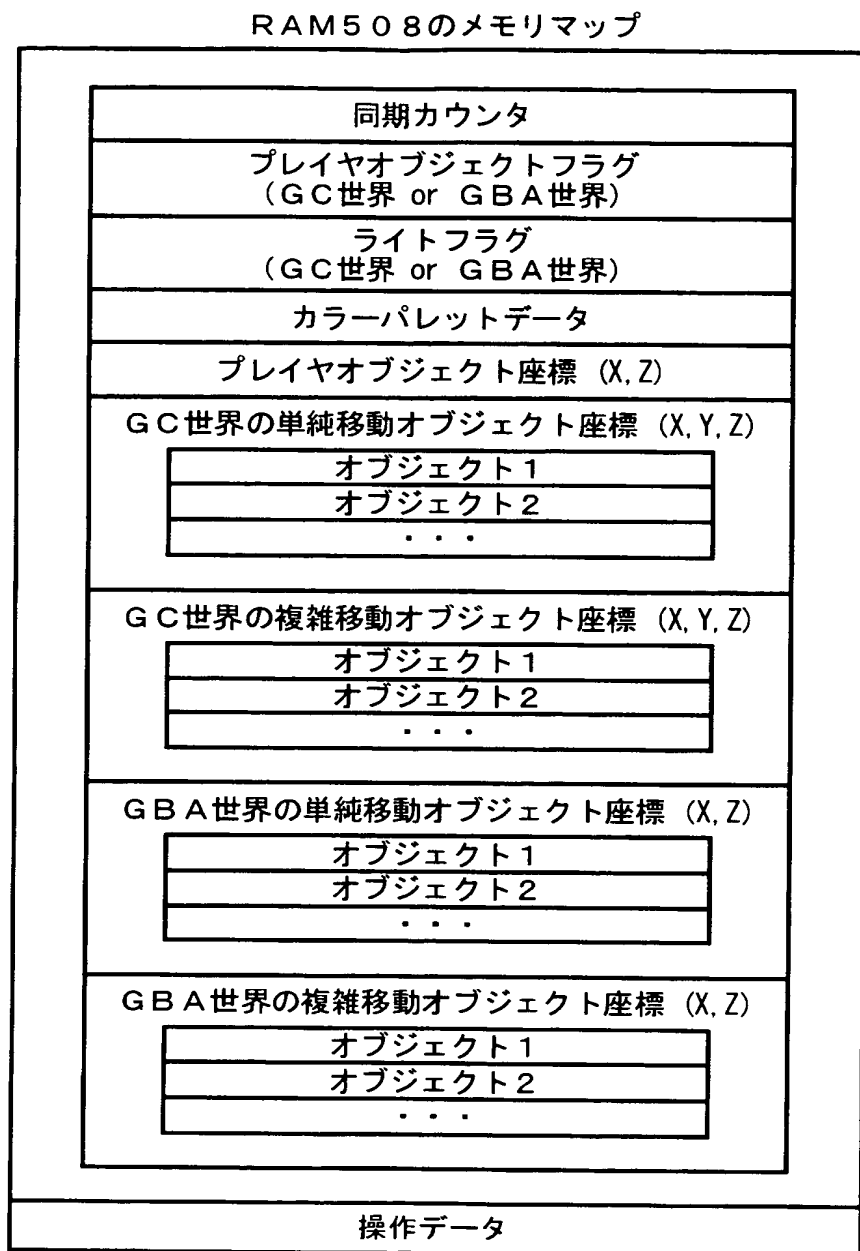 RAM508のメモリマップ
同期カウンタ
プレイヤオブジェクトフラグ
(GC世界 or GBA世界)
ライトフラグ
(GC世界 or GBA世界)
カラーパレットデータ
プレイヤオブジェクト座標 (X, Z)
GC世界の単純移動オブジェクト座標 (X, Y, Z)
オブジェクト1
オブジェクト2
・・・
GC世界の複雑移動オブジェクト座標 (X, Y, Z)
オブジェクト1
オブジェクト2
・・・
GBA世界の単純移動オブジェクト座標 (X, Z)
オブジェクト1
オブジェクト2
・・・
GBA世界の複雑移動オブジェクト座標 (X, Z)
オブジェクト1
オブジェクト2
・・・
操作データ